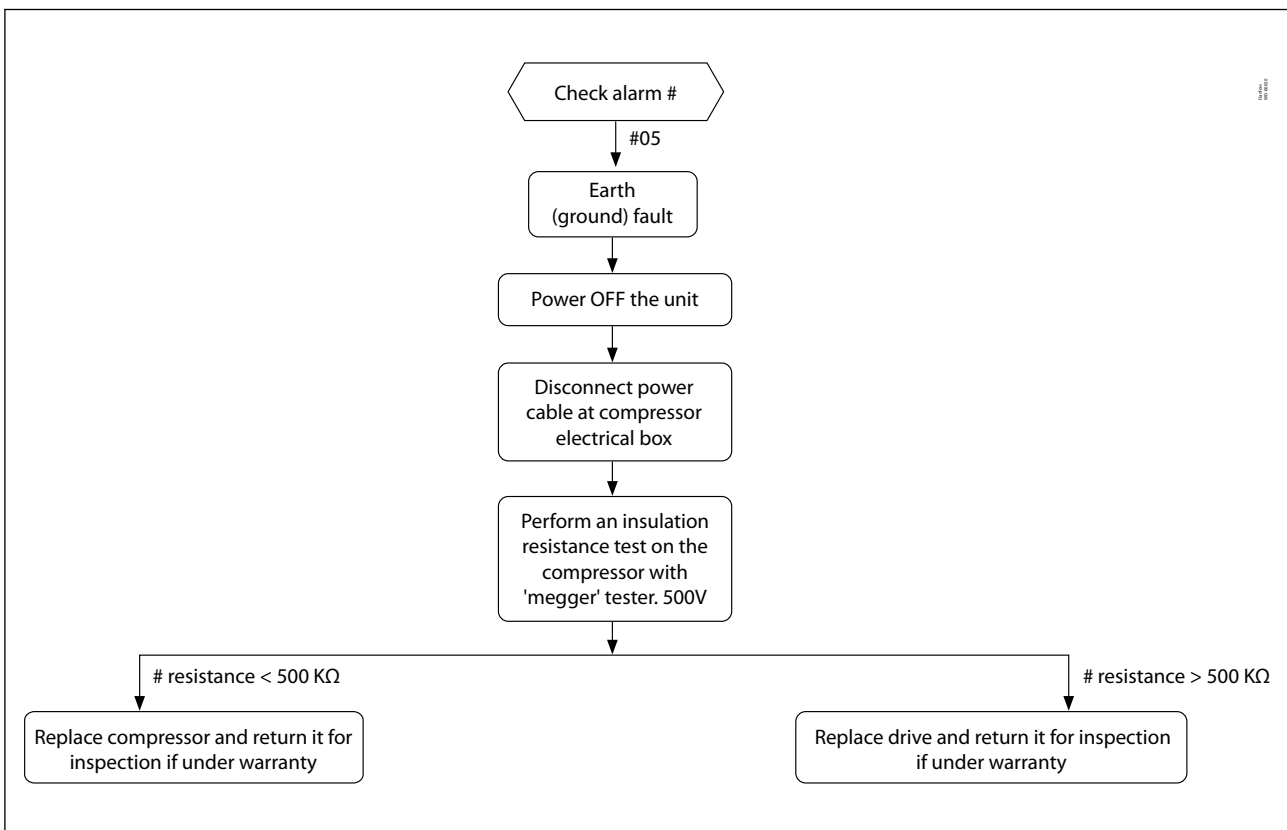 Check alarm #
#05
Earth
(ground) fault
Power OFF the unit
Disconnect power
cable at compressor
electrical box
Perform an insulation
resistance test on the
compressor with
'megger' tester. 500V
# resistance < 500 KΩ
# resistance > 500 KΩ
Replace compressor and return it for
inspection if under warranty
Replace drive and return it for inspection
if under warranty